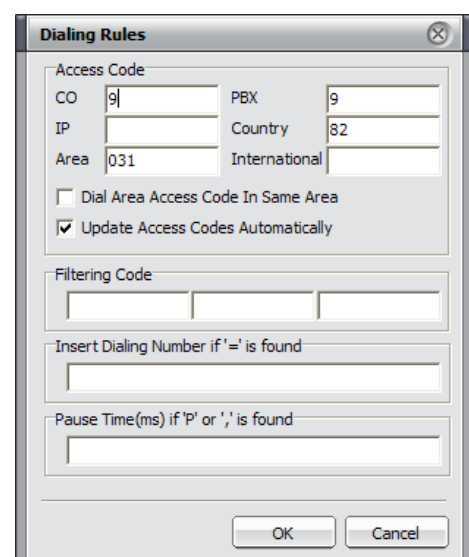 Dialing Rules
Access Code
CO 9 PBX 9
IP Country 82
Area 031 International
Dial Area Access Code In Same Area
Update Access Codes Automatically
Filtering Code
Insert Dialing Number if '=' is found
Pause Time(ms) if 'P' or ',' is found
OK Cancel